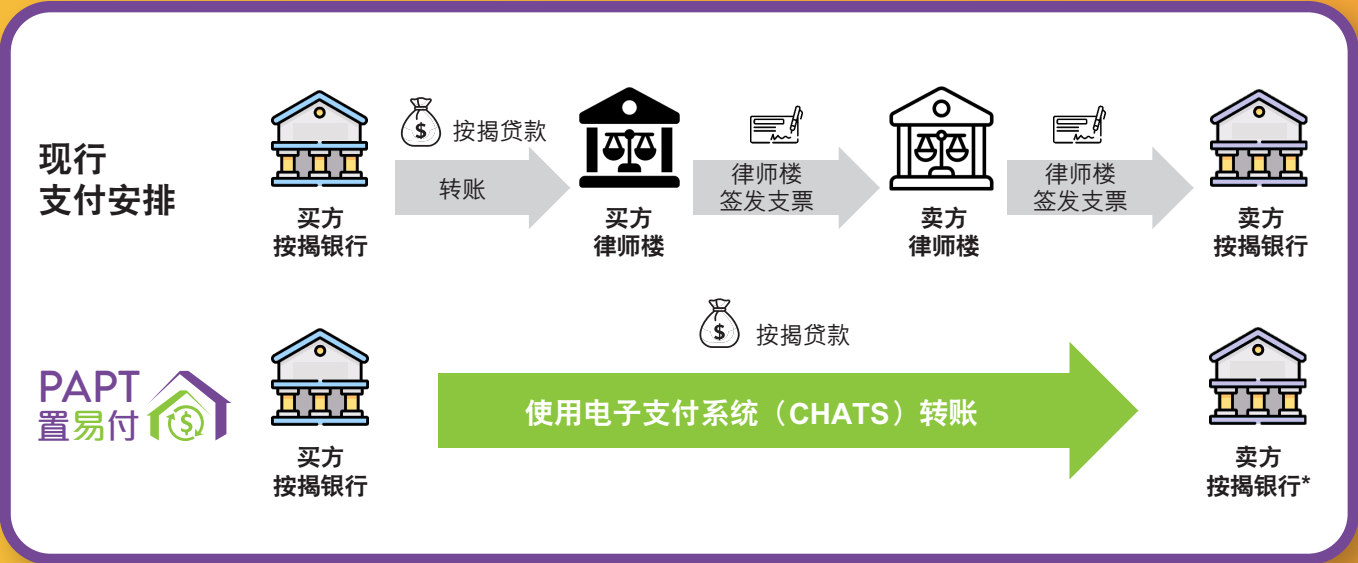 现行
支付安排
$ 按揭贷款
转账
律师楼
签发支票
律师楼
签发支票
买方
按揭银行
买方
律师楼
卖方
律师楼
卖方
按揭银行
PAPT
置易付
$
$ 按揭贷款
使用电子支付系统（CHATS）转账
买方
按揭银行
卖方
按揭银行*